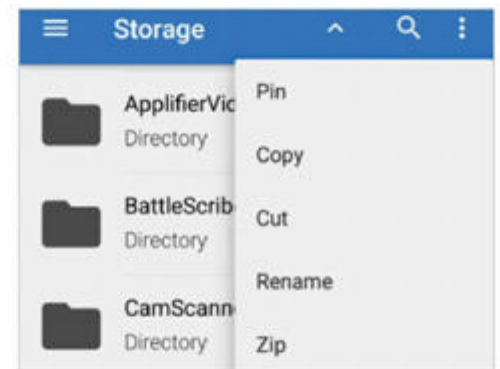 Storage
ApplifierVic
Directory
BattleScrib
Directory
CamScann
Directory
Pin
Copy
Cut
Rename
Zip